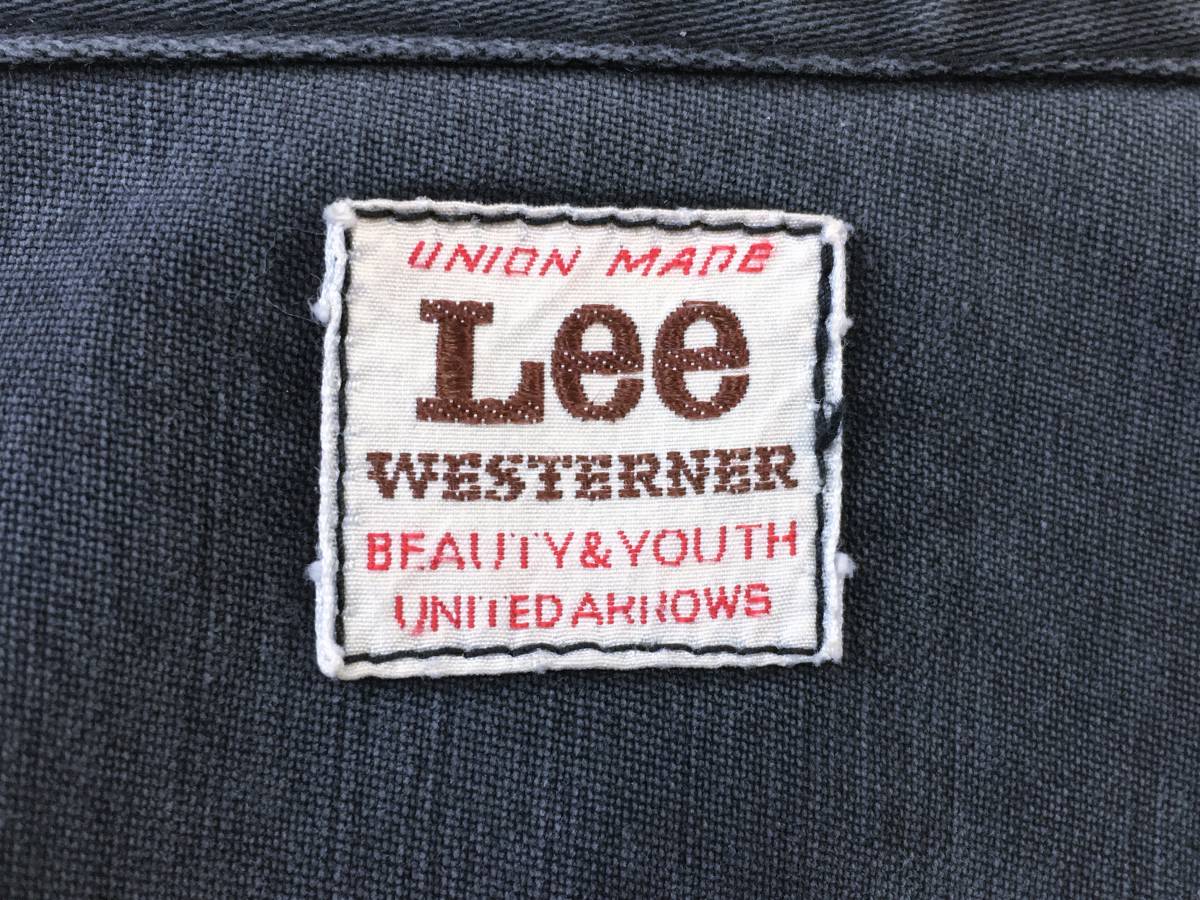 UNION MADE
Lee
WESTERNER
BEAUTY&YOUTH
UNITED ARROWS